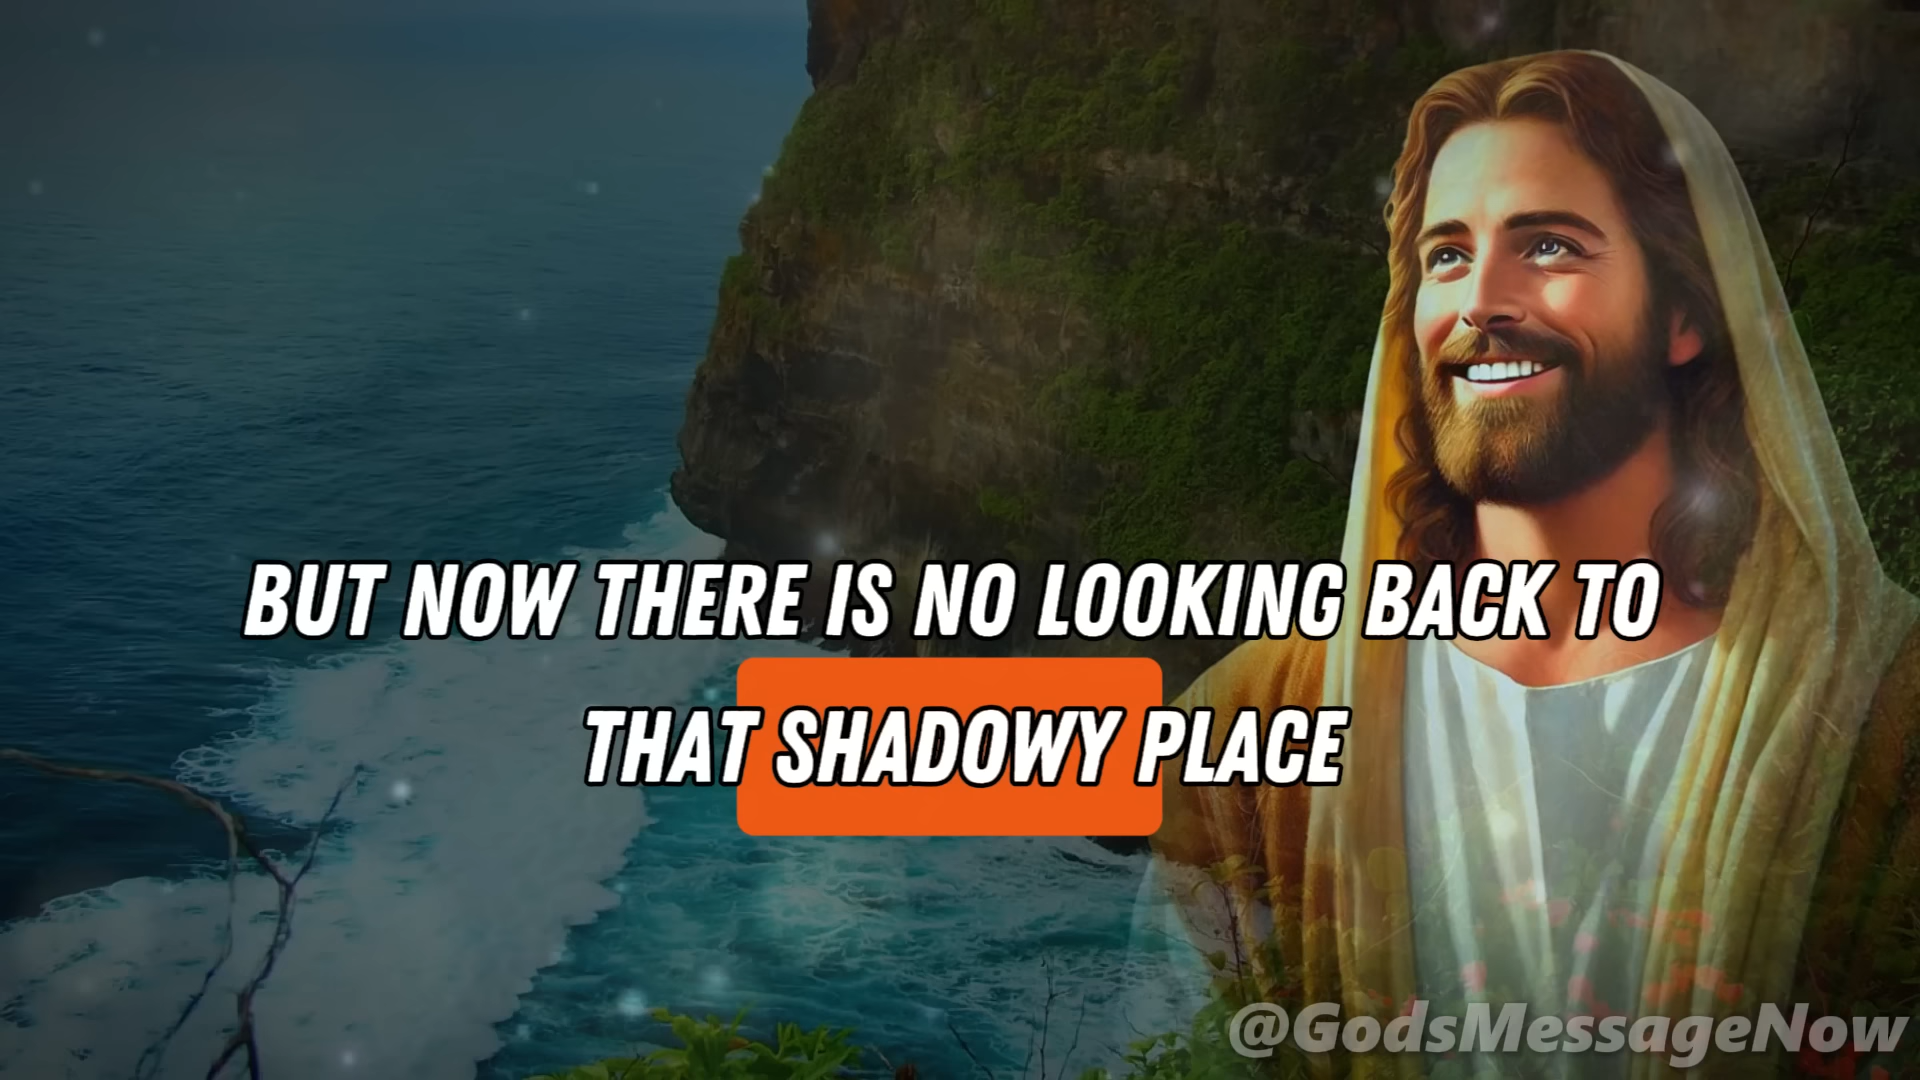 BUT NOW THERE IS NO LOOKING BACK TO
THAT SHADOWY PLACE
@GodsMessageNow